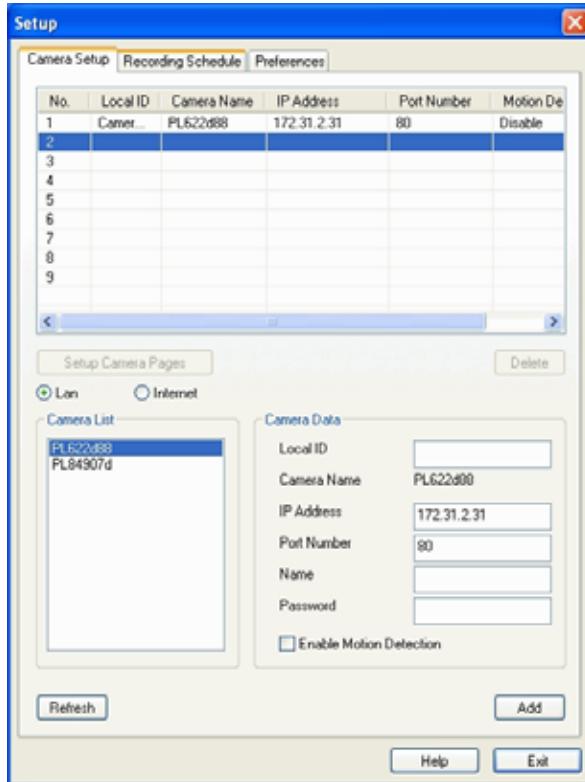 Setup
Camera Setup Recording Schedule Preferences
No. Local ID Camera Name IP Address Port Number Motion De
1 Camer... PL622d88 172.31.2.31 80 Disable
2
3
4
5
6
7
8
9
Setup Camera Pages Delete
Lan Internet
Camera List Camera Data
PL622d88
PL84907d
Local ID
Camera Name PL622d88
IP Address 172.31.2.31
Port Number 80
Name
Password
Enable Motion Detection
Refresh Add
Help Exit